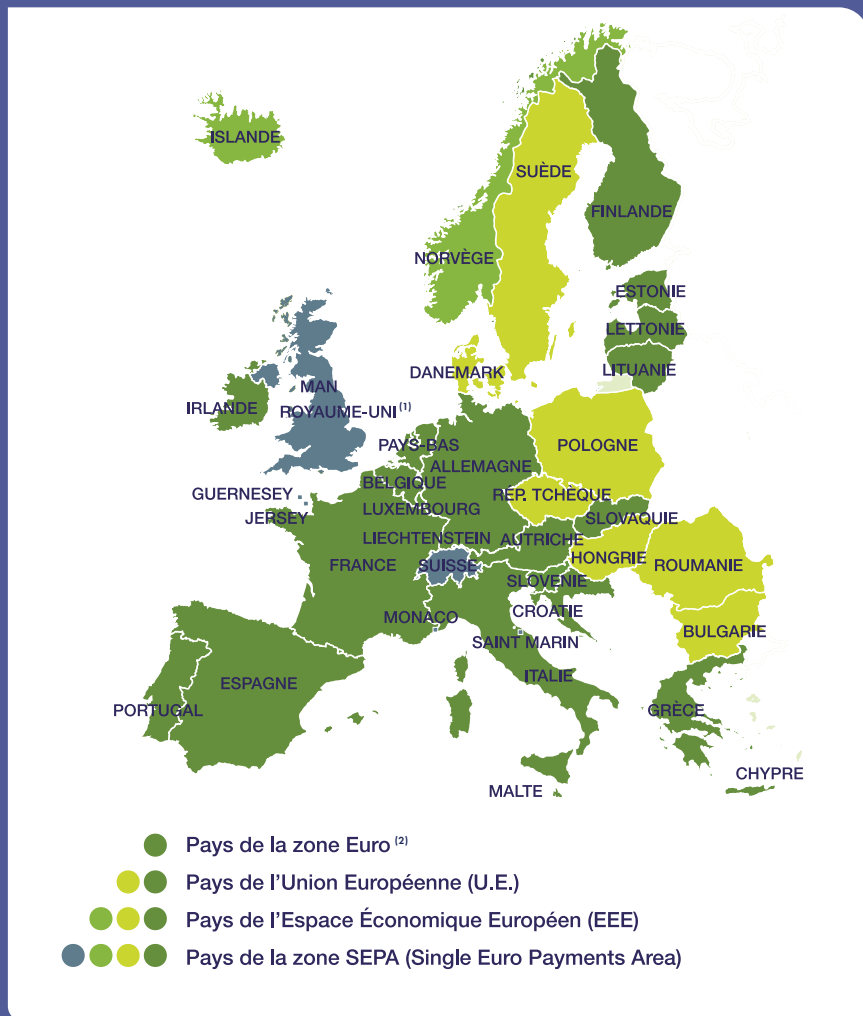 ISLANDE
SUÈDE
FINLANDE
NORVÈGE
ESTONIE
LETTONIE
LITUANIE
DANEMARK
MAN
IRLANDE
ROYAUME-UNI (1)
PAYS-BAS
POLOGNE
ALLEMAGNE
BELGIQUE
RÉP. TCHÈQUE
GUERNESEY
LUXEMBOURG
JERSEY
SLOVAQUIE
LIECHTENSTEIN
AUTRICHE
HONGRIE
FRANCE
SUISSE
ROUMANIE
SLOVENIE
CROATIE
MONACO
BULGARIE
SAINT MARIN
ITALIE
ESPAGNE
PORTUGAL
GRÈCE
CHYPRE
MALTE
Pays de la zone Euro (2)
Pays de l'Union Européenne (U.E.)
Pays de l'Espace Économique Européen (EEE)
Pays de la zone SEPA (Single Euro Payments Area)